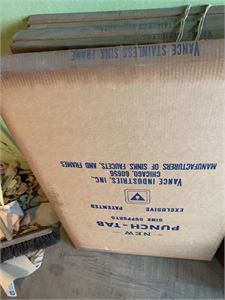 NEW
PUNCH-TAB
SINK SUPPORTS
EXCLUSIVE PATENTED
VANCE INDUSTRIES, INC.
CHICAGO, 60656
MANUFACTURERS OF SINKS FAUCETS, AND FRAMES
VANCE STAINLESS SINK FRAME